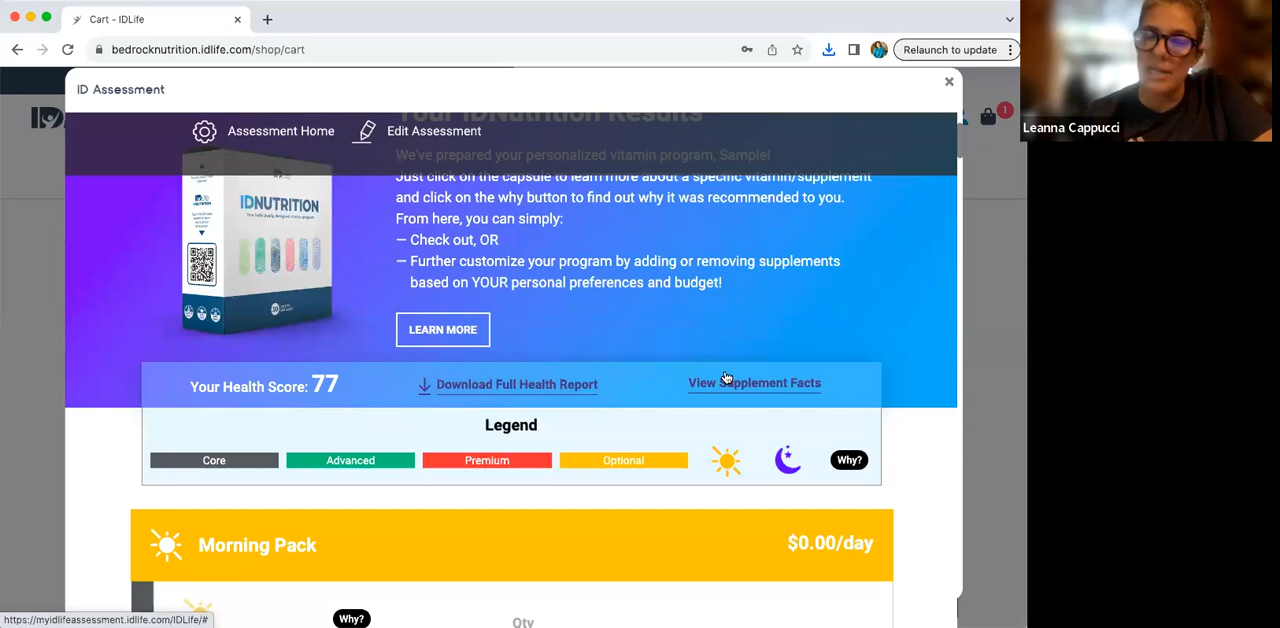 Cart - IDLife
bedrocknutrition.idlife.com/shop/cart
Relaunch to update
ID Assessment
1
Leanna Cappucci
ID
Your IDNutrition Results
Assessment Home
Edit Assessment
We've prepared your personalized vitamin program, Sample!
Just click on the capsule to learn more about a specific vitamin/supplement
and click on the why button to find out why it was recommended to you.
From here, you can simply:
— Check out, OR
— Further customize your program by adding or removing supplements
based on YOUR personal preferences and budget!
IDNUTRITION
LEARN MORE
Your Health Score: 77
Download Full Health Report
View Supplement Facts
Legend
Core
Advanced
Premium
Optional
Why?
Morning Pack
$0.00/day
Why?
Qty
https://myidlifeassessment.idlife.com/IDLife/#